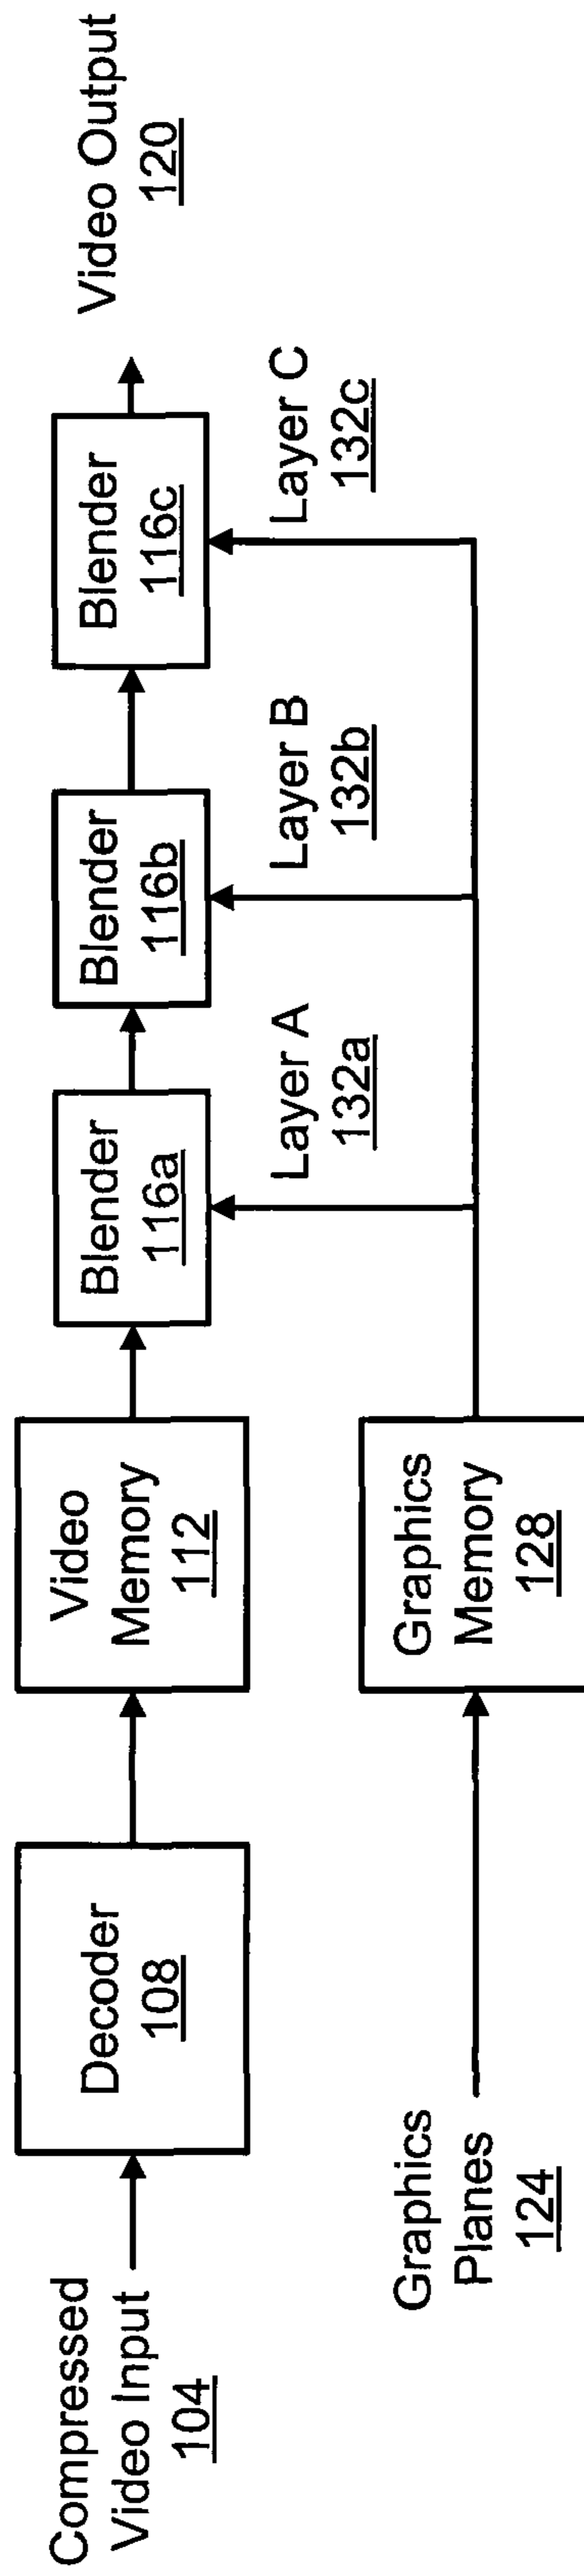 Compressed
Video Input
104
Decoder
108
Video
Memory
112
Blender
116a
Blender
116b
Blender
116c
Video Output
120
Layer A
132a
Layer B
132b
Layer C
132c
Graphics
Planes
124
Graphics
Memory
128